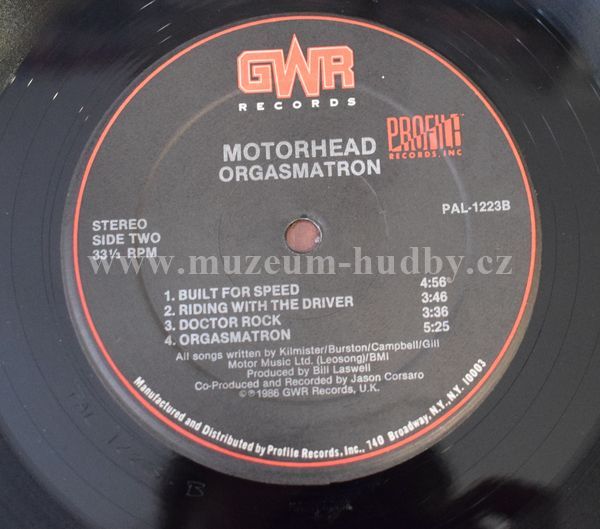 GWR
RECORDS
MOTORHEAD
ORGASMATRON
PROFILE
RECORDS, INC
PAL-1223B
STEREO
SIDE TWO
33⅓ RPM
www.muzeum-hudby.cz
1. BUILT FOR SPEED 4:56
2. RIDING WITH THE DRIVER 3:46
3. DOCTOR ROCK 3:36
4. ORGASMATRON 5:25
All songs written by Kilmister/Burston/Campbell/Gill
Motor Music Ltd. (Leosong)/BMI
Produced by Bill Laswell
Co-Produced and Recorded by Jason Corsaro
©℗1986 GWR Records, U.K.
Manufactured and Distributed by Profile Records, Inc., 740 Broadway, N.Y., N.Y. 10003